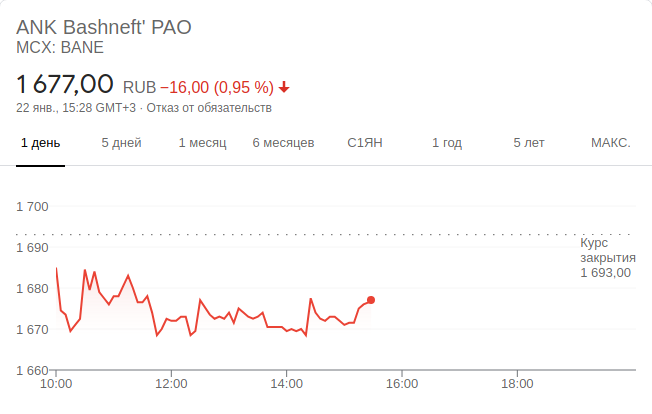 ANK Bashneft' PAO
MCX: BANE
1 677,00 RUB −16,00 (0,95 %)
22 янв., 15:28 GMT+3 · Отказ от обязательств
1 день 5 дней 1 месяц 6 месяцев С1ЯН 1 год 5 лет МАКС.
1 700
1 690
1 680
1 670
1 660
Курс
закрытия
1 693,00
10:00 12:00 14:00 16:00 18:00